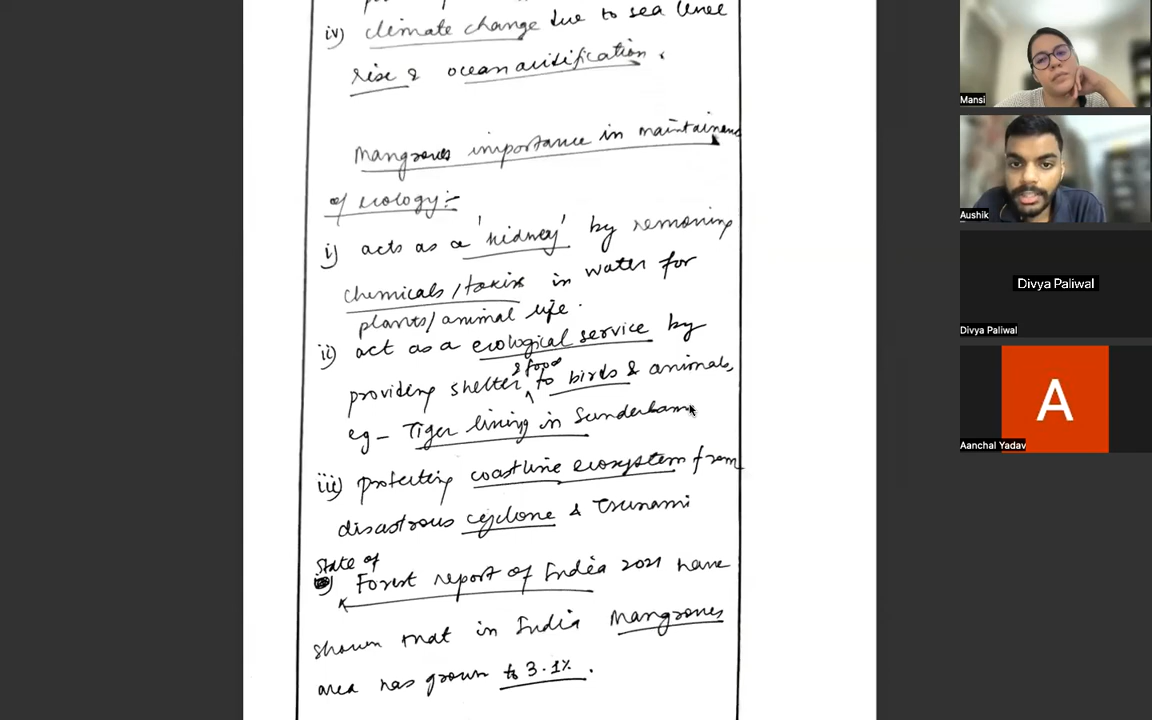 iv) climate change due to sea level
rise & ocean acitification.
Mangroves importance in maintainence
of ecology:-
i) acts as a 'kidney' by removing
chemicals/toxix in water for
plants/animal life.
ii) act as a ecological service by
providing shelter & food to birds & animals,
eg - Tiger living in Sunderbans
iii) protecting coastline ecosystem from
disastrous cyclone & Tsunami
State of
Forest report of India 2021 have
shown that in India Mangroves
area has grown to 3.1%.
Mansi
Aushik
Divya Paliwal
Divya Paliwal
A
Aanchal Yadav